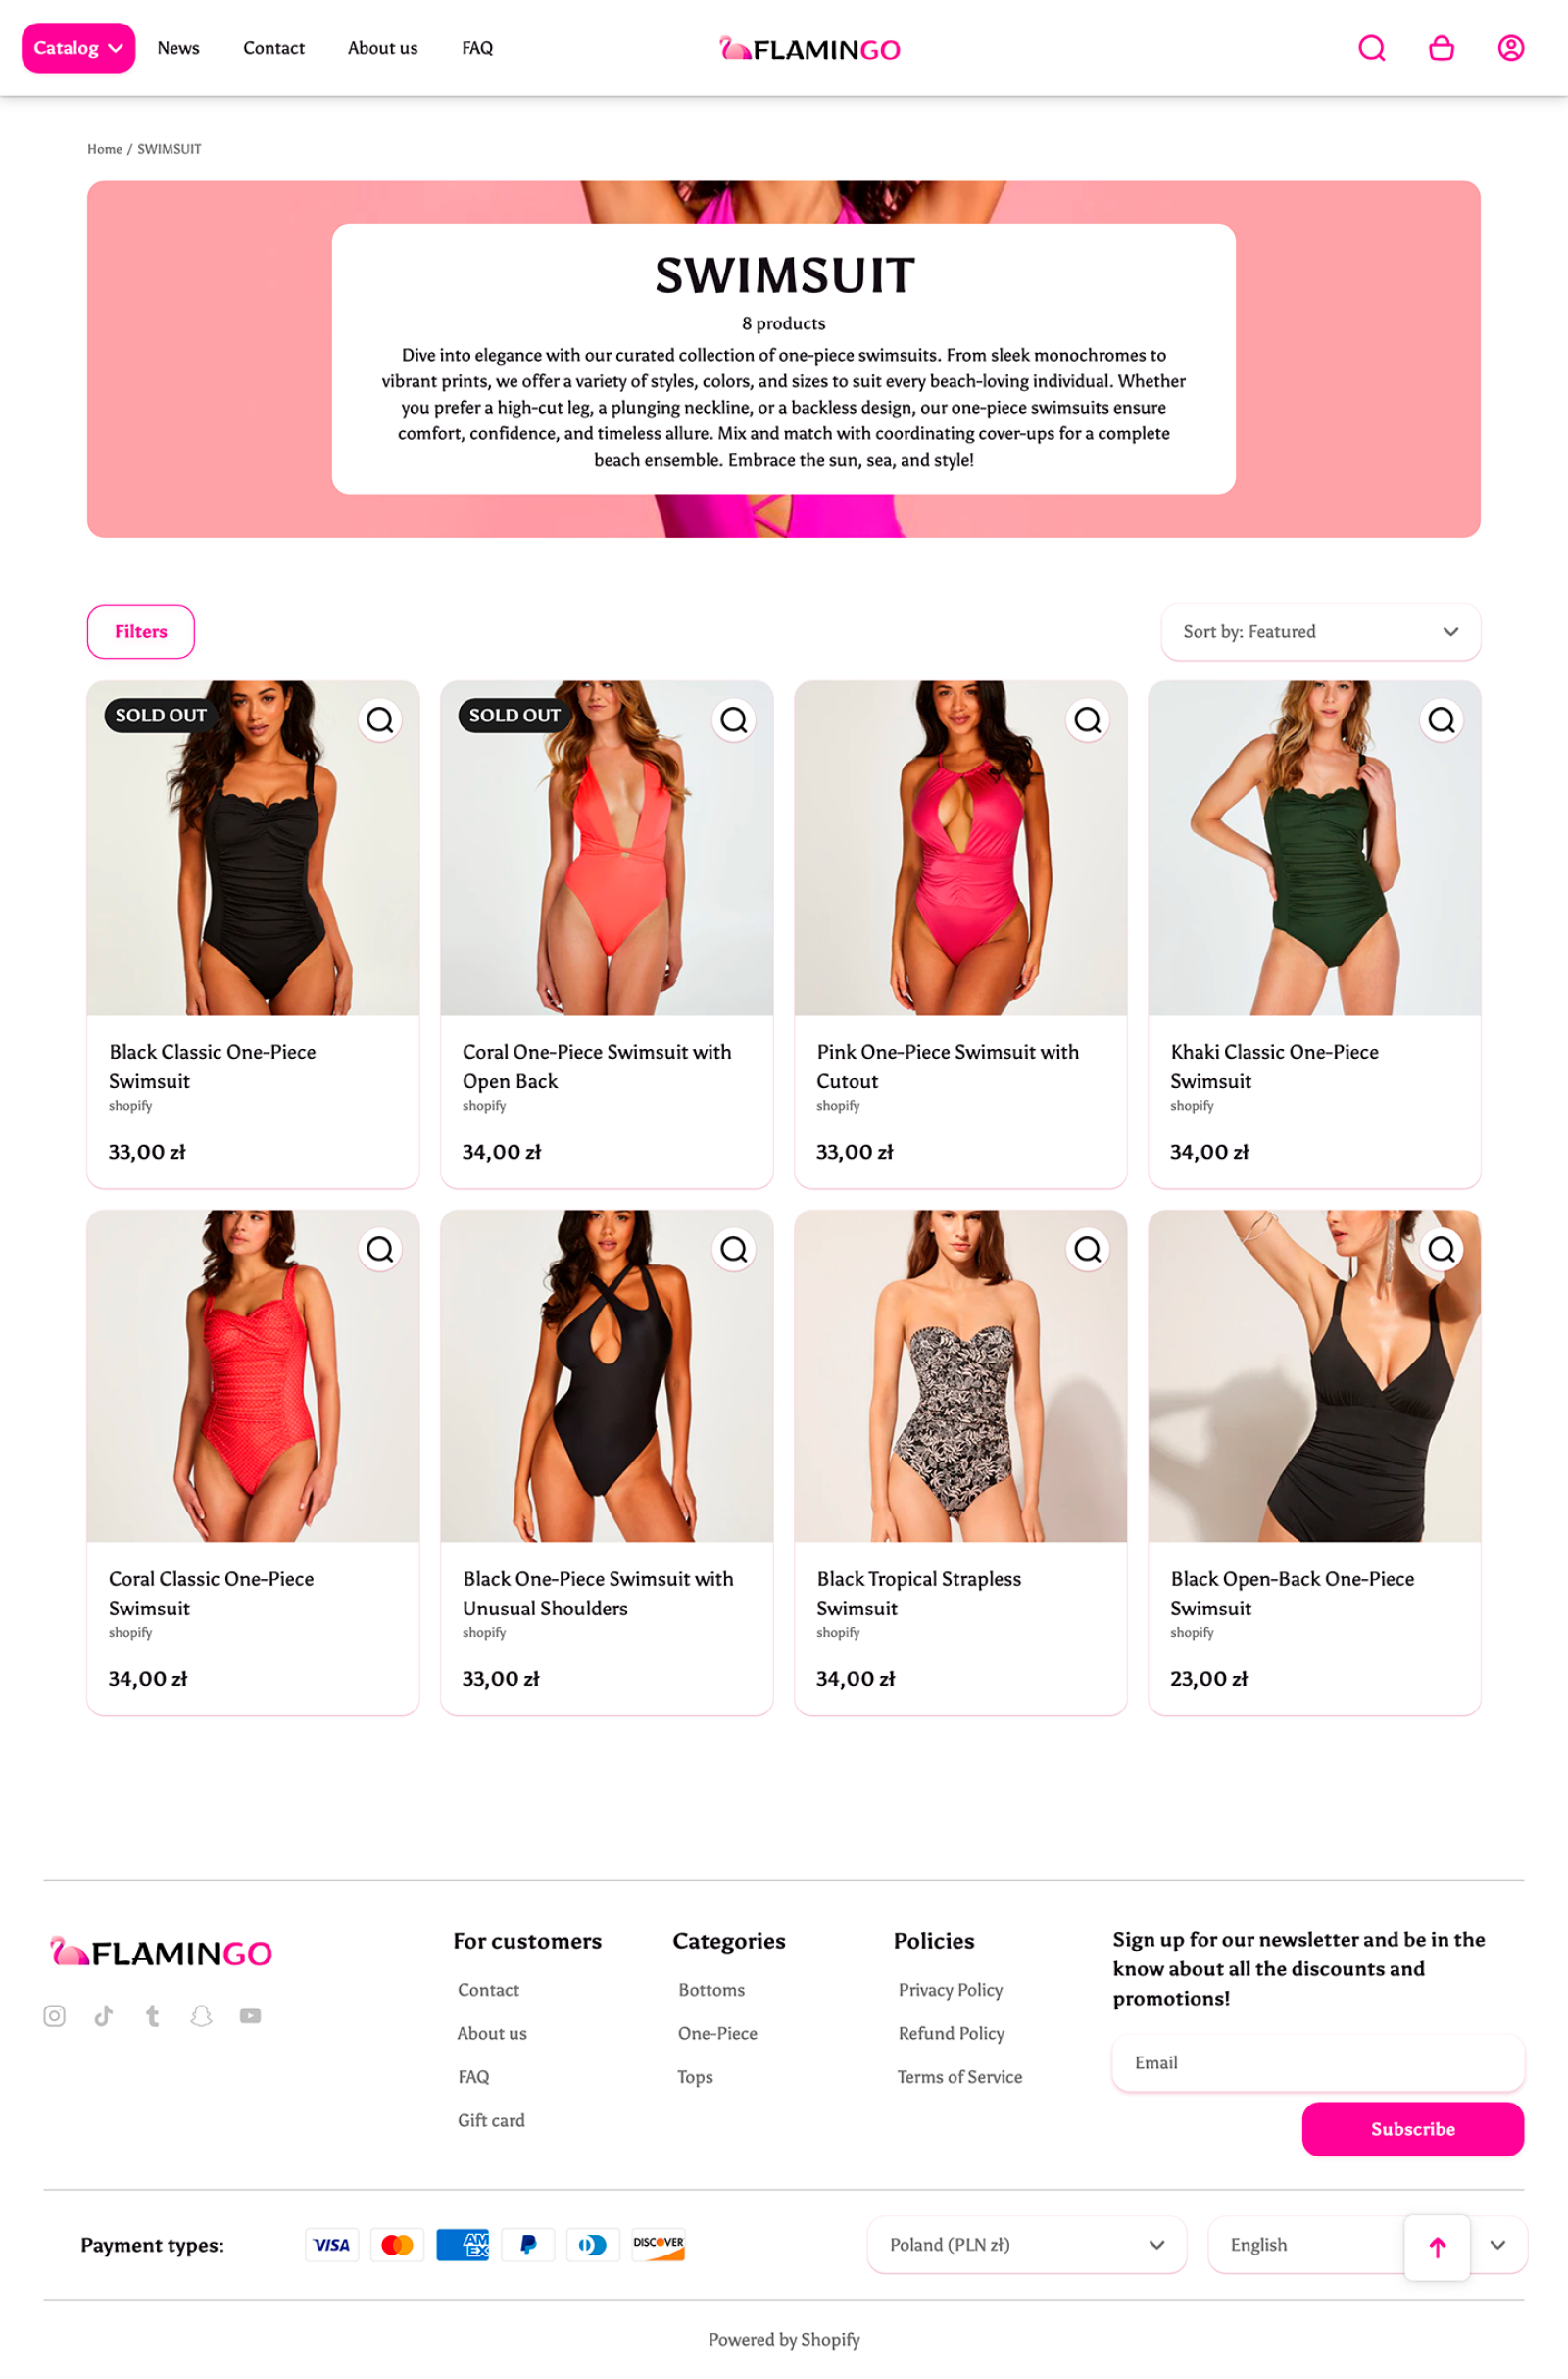 Catalog News Contact About us FAQ FLAMINGO
Home / SWIMSUIT
SWIMSUIT
8 products
Dive into elegance with our curated collection of one-piece swimsuits. From sleek monochromes to
vibrant prints, we offer a variety of styles, colors, and sizes to suit every beach-loving individual. Whether
you prefer a high-cut leg, a plunging neckline, or a backless design, our one-piece swimsuits ensure
comfort, confidence, and timeless allure. Mix and match with coordinating cover-ups for a complete
beach ensemble. Embrace the sun, sea, and style!
Filters
Sort by: Featured
SOLD OUT
Black Classic One-Piece
Swimsuit
shopify
33,00 zł
SOLD OUT
Coral One-Piece Swimsuit with
Open Back
shopify
34,00 zł
Pink One-Piece Swimsuit with
Cutout
shopify
33,00 zł
Khaki Classic One-Piece
Swimsuit
shopify
34,00 zł
Coral Classic One-Piece
Swimsuit
shopify
34,00 zł
Black One-Piece Swimsuit with
Unusual Shoulders
shopify
33,00 zł
Black Tropical Strapless
Swimsuit
shopify
34,00 zł
Black Open-Back One-Piece
Swimsuit
shopify
23,00 zł
FLAMINGO
For customers
Contact
About us
FAQ
Gift card
Categories
Bottoms
One-Piece
Tops
Policies
Privacy Policy
Refund Policy
Terms of Service
Sign up for our newsletter and be in the
know about all the discounts and
promotions!
Email
Subscribe
Payment types:
VISA
AM
EX
DISCOVER
Poland (PLN zł)
English
Powered by Shopify